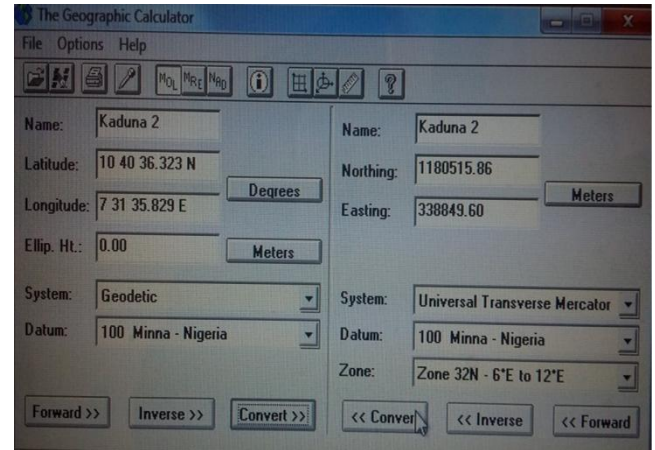 The Geographic Calculator
File Options Help
MOL MRE NAD
Name: Kaduna 2
Latitude: 10 40 36.323 N
Degrees
Longitude: 7 31 35.829 E
Ellip. Ht.: 0.00
Meters
System: Geodetic
Datum: 100 Minna - Nigeria
Forward >> Inverse >> Convert >>
Name: Kaduna 2
Northing: 1180515.86
Meters
Easting: 338849.60
System: Universal Transverse Mercator
Datum: 100 Minna - Nigeria
Zone: Zone 32N - 6°E to 12°E
<< Conver << Inverse << Forward